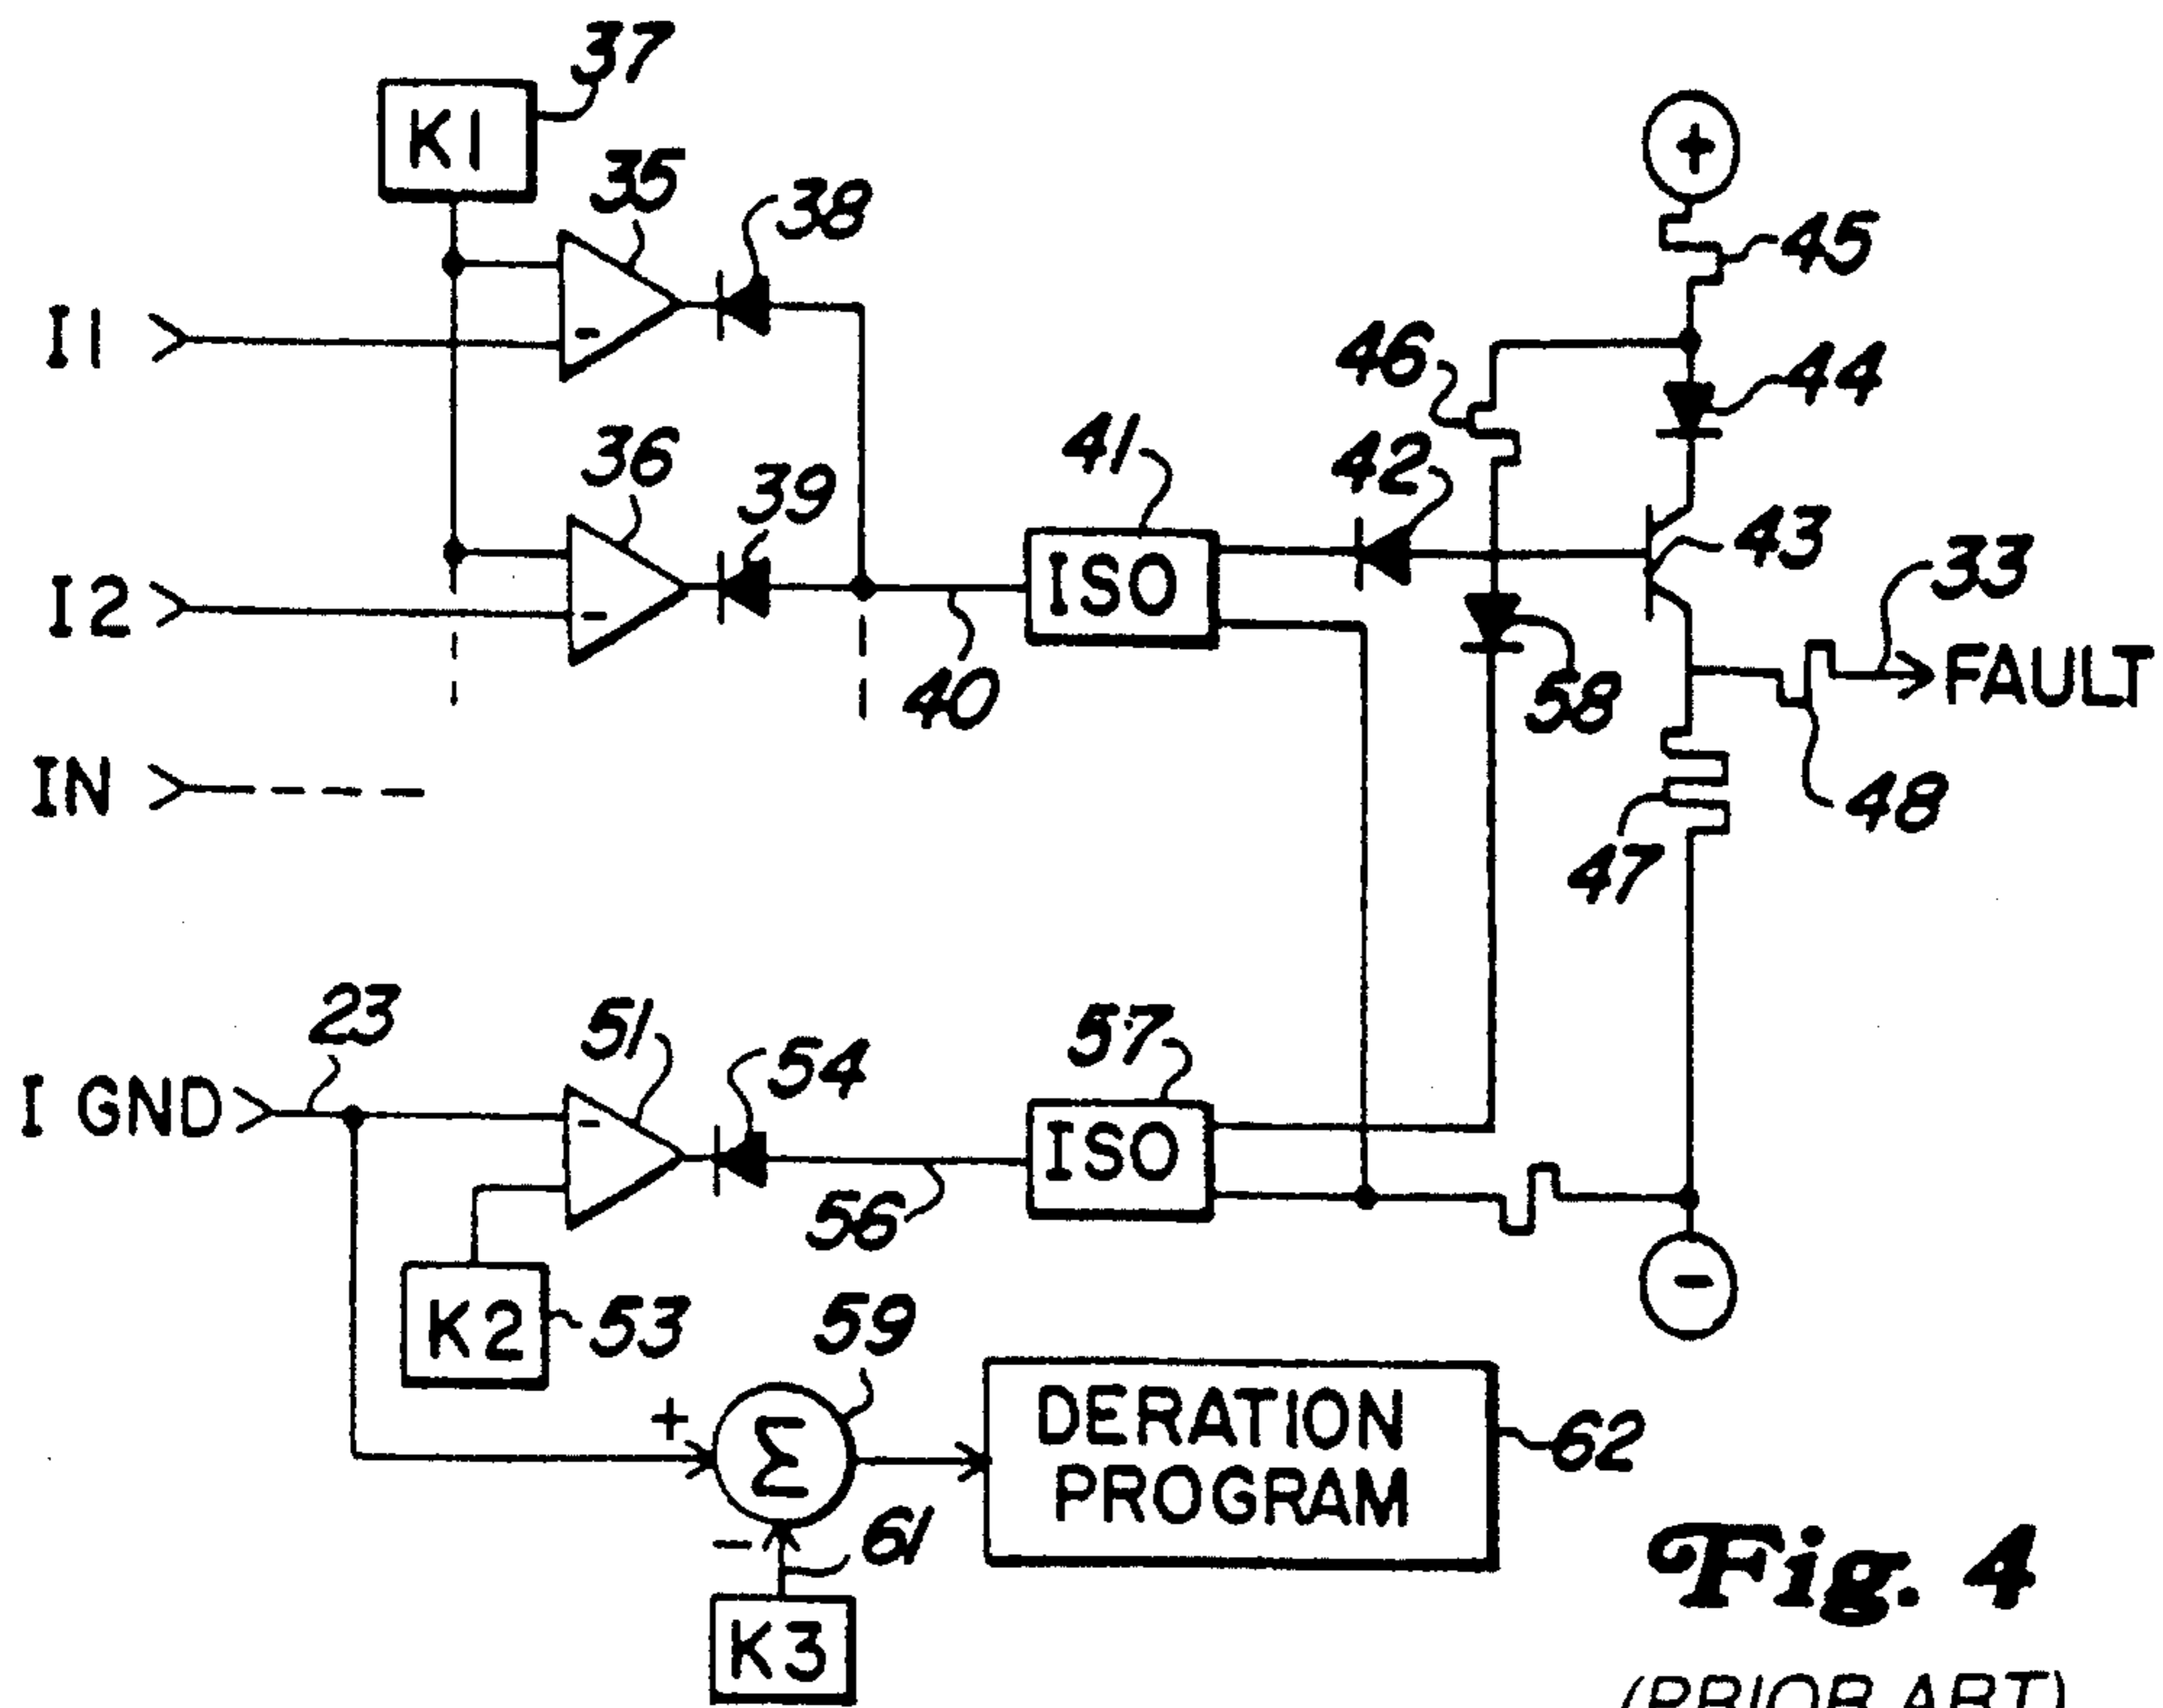 37
K1
35
38
+
45
I1
-
46
44
36
39
41
42
43
33
I2
-
ISO
FAULT
40
58
IN
48
47
23
51
54
57
I GND
-
ISO
56
K2
53
59
-
+
Σ
DERATION
PROGRAM
62
-
61
K3
Fig. 4
(PRIOR ART)